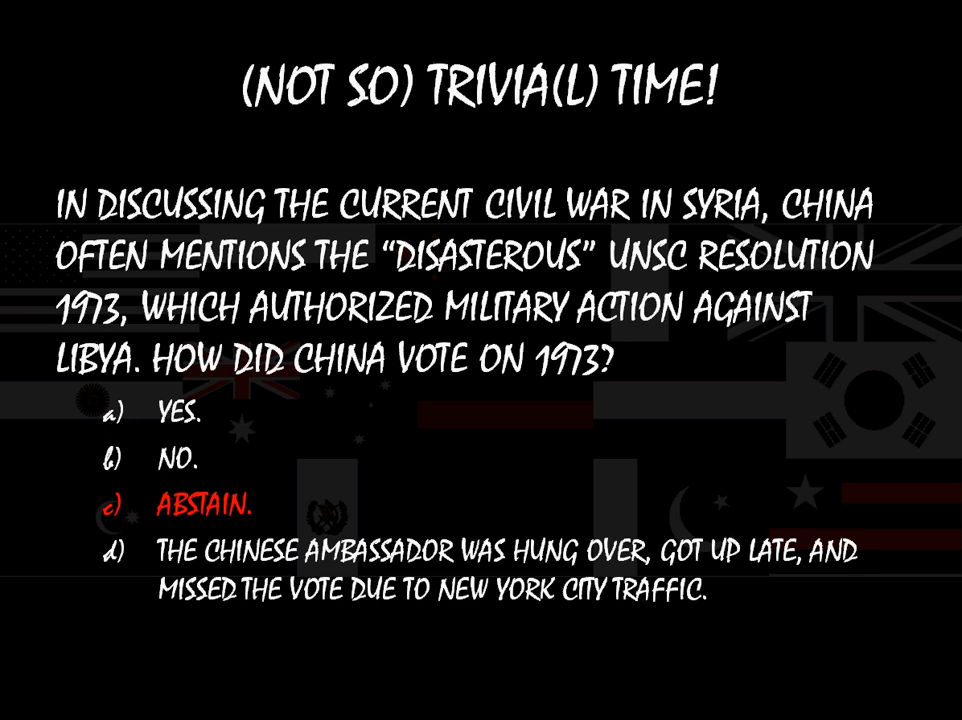 (NOT SO) TRIVIA(L) TIME!
IN DISCUSSING THE CURRENT CIVIL WAR IN SYRIA, CHINA
OFTEN MENTIONS THE “DISASTEROUS” UNSC RESOLUTION
1973, WHICH AUTHORIZED MILITARY ACTION AGAINST
LIBYA. HOW DID CHINA VOTE ON 1973?
a) YES.
b) NO.
c) ABSTAIN.
d) THE CHINESE AMBASSADOR WAS HUNG OVER, GOT UP LATE, AND
MISSED THE VOTE DUE TO NEW YORK CITY TRAFFIC.